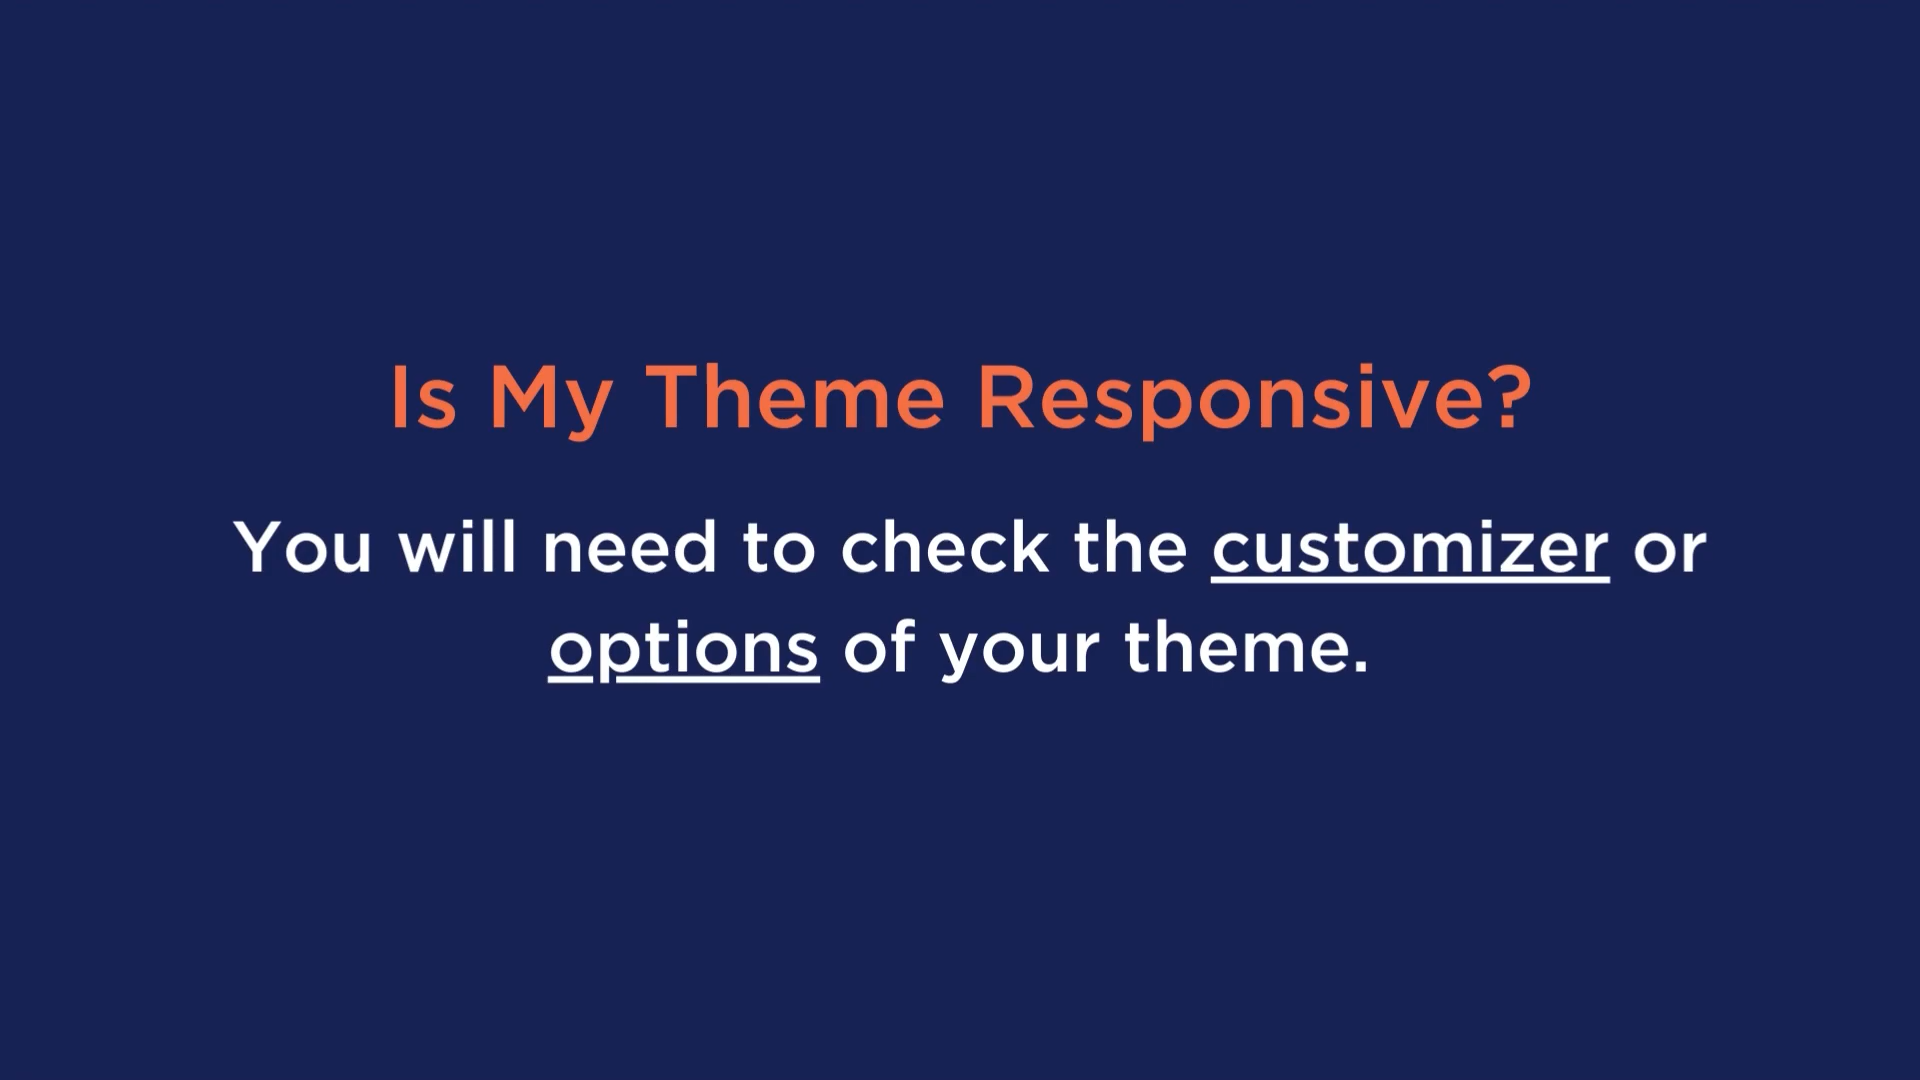 Is My Theme Responsive?
You will need to check the customizer or
options of your theme.